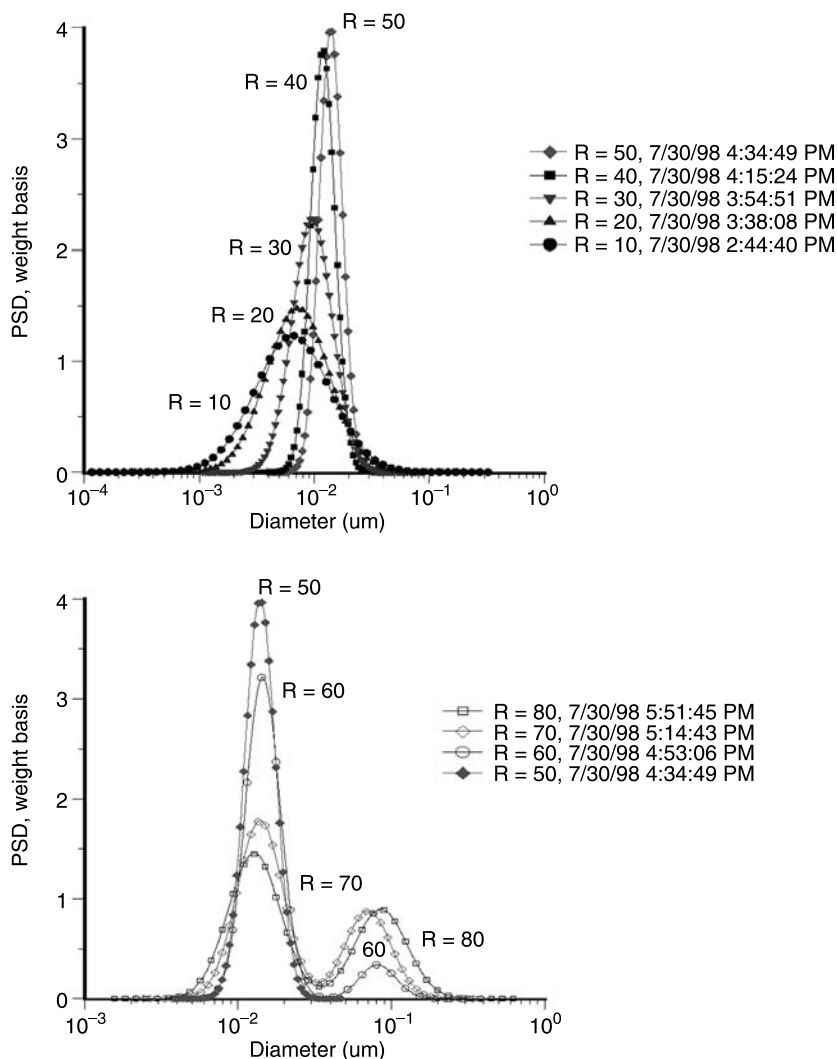 4
3
2
1
0
PSD, weight basis
R = 50
R = 40
R = 30
R = 20
R = 10
R = 50, 7/30/98 4:34:49 PM
R = 40, 7/30/98 4:15:24 PM
R = 30, 7/30/98 3:54:51 PM
R = 20, 7/30/98 3:38:08 PM
R = 10, 7/30/98 2:44:40 PM
10⁻⁴ 10⁻³ 10⁻² 10⁻¹ 10⁰
Diameter (um)
4
3
2
1
0
PSD, weight basis
R = 50
R = 60
R = 70
60
R = 80
R = 80, 7/30/98 5:51:45 PM
R = 70, 7/30/98 5:14:43 PM
R = 60, 7/30/98 4:53:06 PM
R = 50, 7/30/98 4:34:49 PM
10⁻³ 10⁻² 10⁻¹ 10⁰
Diameter (um)